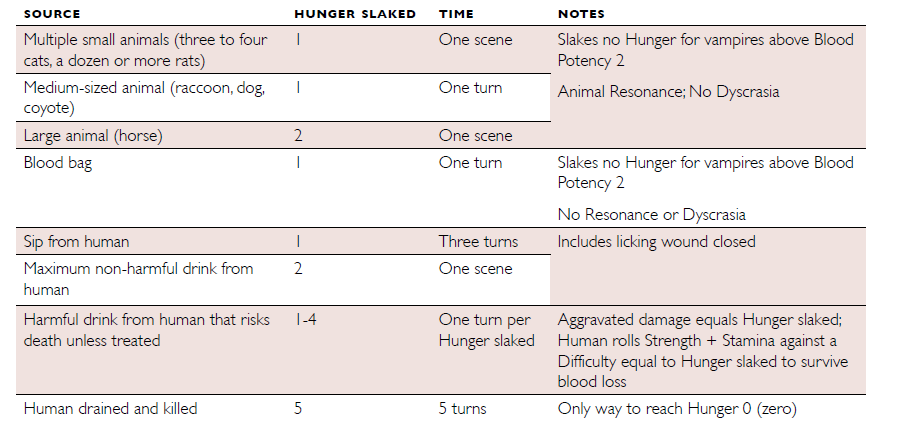 SOURCE HUNGER SLAKED TIME NOTES
Multiple small animals (three to four cats, a dozen or more rats) 1 One scene Slakes no Hunger for vampires above Blood Potency 2
Medium-sized animal (raccoon, dog, coyote) 1 One turn Animal Resonance; No Dyscrasia
Large animal (horse) 2 One scene
Blood bag 1 One turn Slakes no Hunger for vampires above Blood Potency 2
No Resonance or Dyscrasia
Sip from human 1 Three turns Includes licking wound closed
Maximum non-harmful drink from human 2 One scene
Harmful drink from human that risks death unless treated 1-4 One turn per Hunger slaked Aggravated damage equals Hunger slaked; Human rolls Strength + Stamina against a Difficulty equal to Hunger slaked to survive blood loss
Human drained and killed 5 5 turns Only way to reach Hunger 0 (zero)